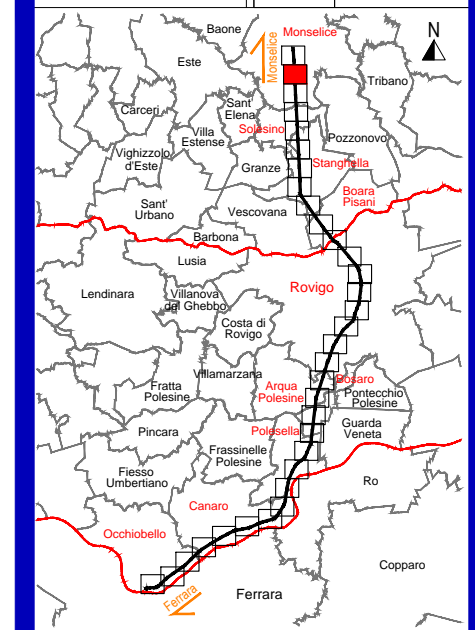 Baone
Monselice
N
Monselice
Este
Tribano
Carceri
Sant'
Elena
Solesino
Villa
Estense
Pozzonovo
Vighizzolo
d'Este
Granze
Stanghella
Boara
Pisani
Sant'
Urbano
Vescovana
Barbona
Lusia
Rovigo
Lendinara
Villanova
del Ghebbo
Costa di
Rovigo
Villamarzana
Bosaro
Fratta
Polesine
Arqua
Polesine
Pontecchio
Polesine
Pincara
Polesella
Guarda
Veneta
Frassinelle
Polesine
Fiesso
Umbertiano
Ro
Canaro
Occhiobello
Copparo
Ferrara
Ferrara